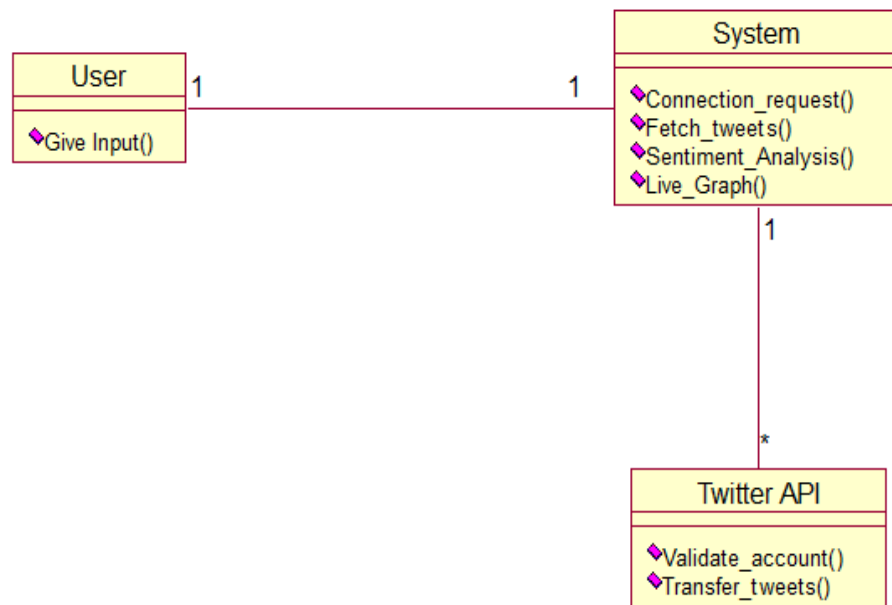 User
Give Input()
1
1
System
Connection_request()
Fetch_tweets()
Sentiment_Analysis()
Live_Graph()
1
*
Twitter API
Validate_account()
Transfer_tweets()